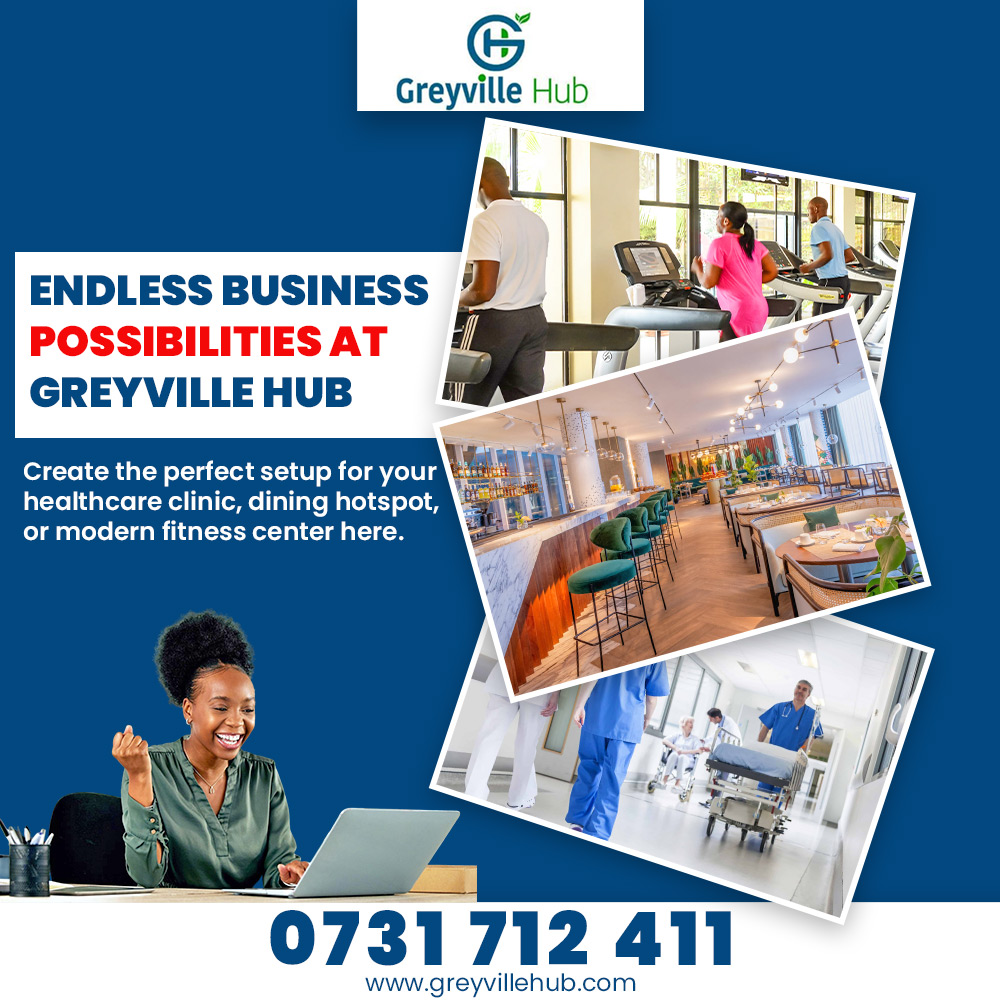 Greyville Hub
ENDLESS BUSINESS
POSSIBILITIES AT
GREYVILLE HUB
Create the perfect setup for your
healthcare clinic, dining hotspot,
or modern fitness center here.
0731 712 411
www.greyvillehub.com